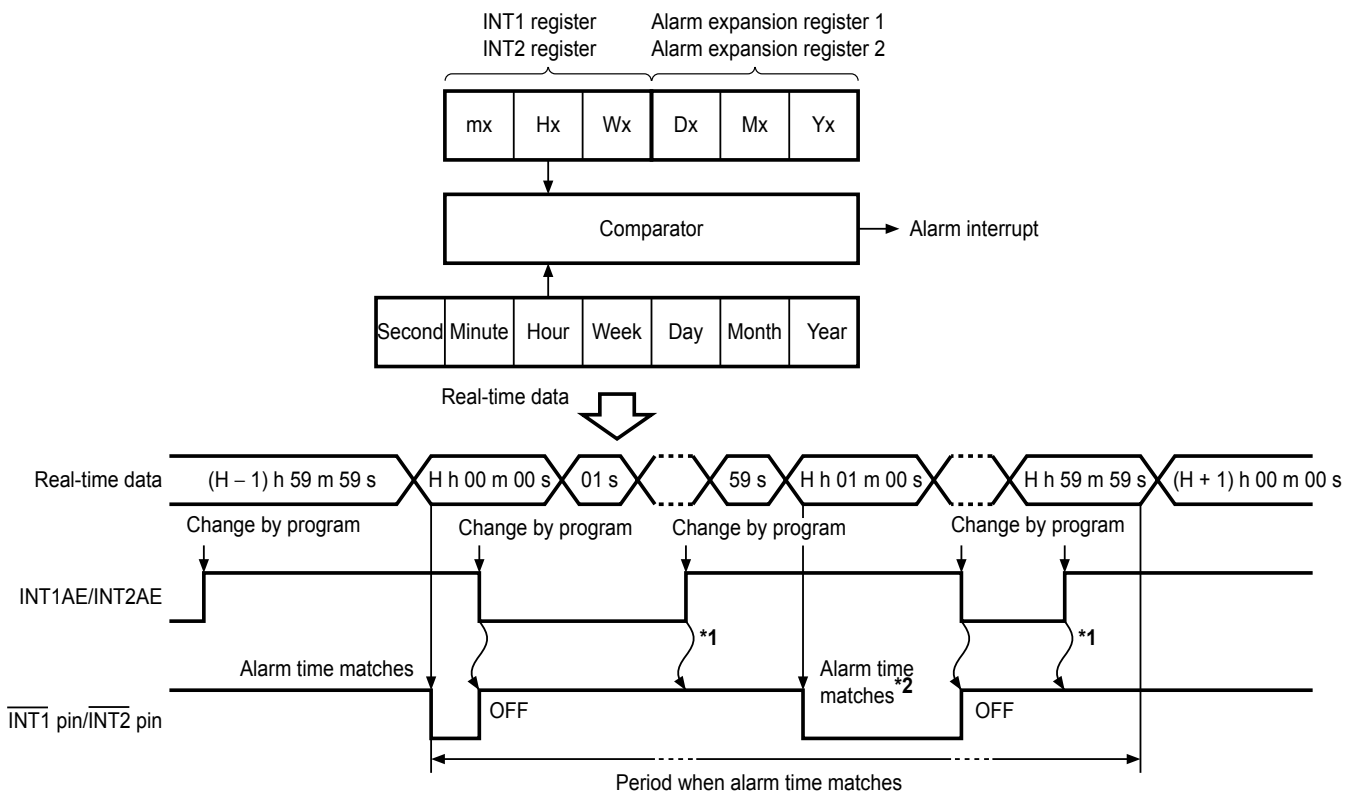 INT1 register Alarm expansion register 1
INT2 register Alarm expansion register 2
mx Hx Wx Dx Mx Yx
Comparator
Alarm interrupt
Second Minute Hour Week Day Month Year
Real-time data
Real-time data (H − 1) h 59 m 59 s H h 00 m 00 s 01 s 59 s H h 01 m 00 s H h 59 m 59 s (H + 1) h 00 m 00 s
Change by program Change by program Change by program Change by program
INT1AE/INT2AE
*1 *1
Alarm time matches Alarm time
matches*2
INT1 pin/INT2 pin OFF OFF
Period when alarm time matches